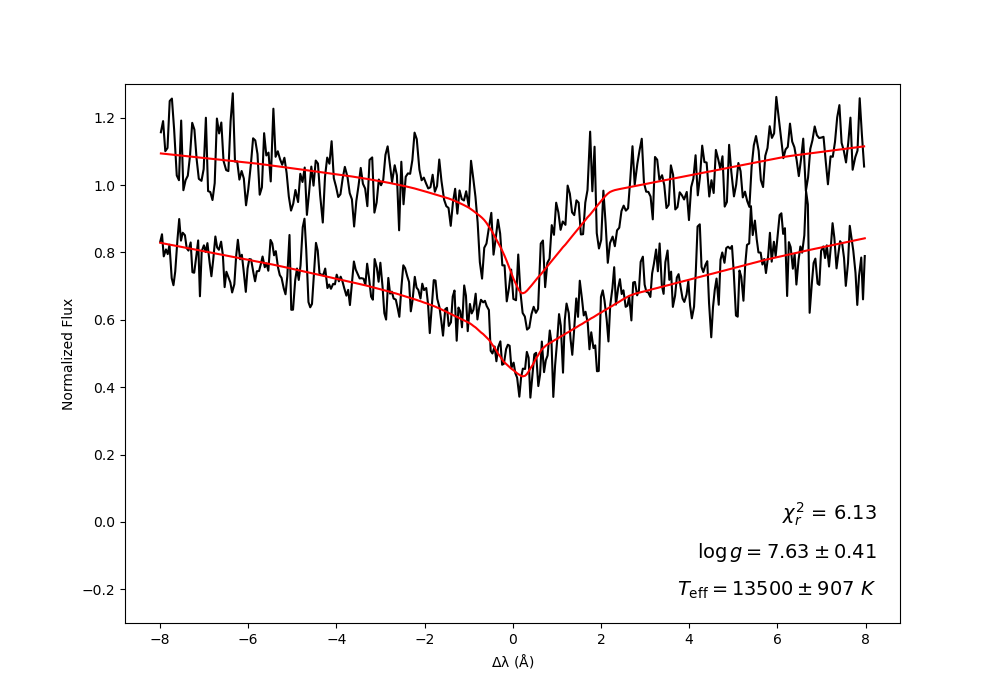 1.2
1.0
0.8
0.6
0.4
0.2
0.0
−0.2
Normalized Flux
χ_r^2 = 6.13
log g = 7.63 ± 0.41
T_eff = 13500 ± 907 K
−8 −6 −4 −2 0 2 4 6 8
Δλ (Å)